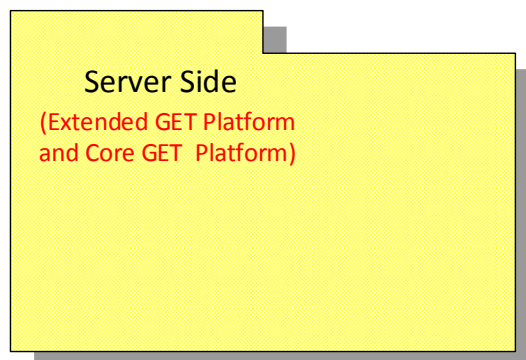 Server Side
(Extended GET Platform
and Core GET  Platform)